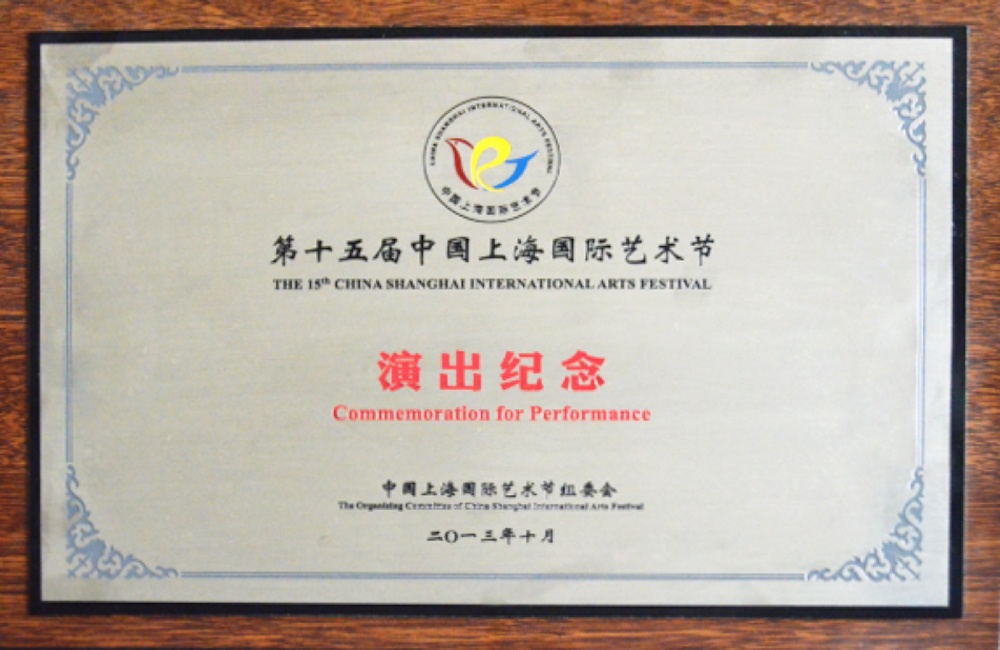 CHINA SHANGHAI INTERNATIONAL ARTS FESTIVAL
中国上海国际艺术节
第十五届中国上海国际艺术节
THE 15th CHINA SHANGHAI INTERNATIONAL ARTS FESTIVAL
演出纪念
Commemoration for Performance
中国上海国际艺术节组委会
The Organizing Committee of China Shanghai International Arts Festival
二〇一三年十月